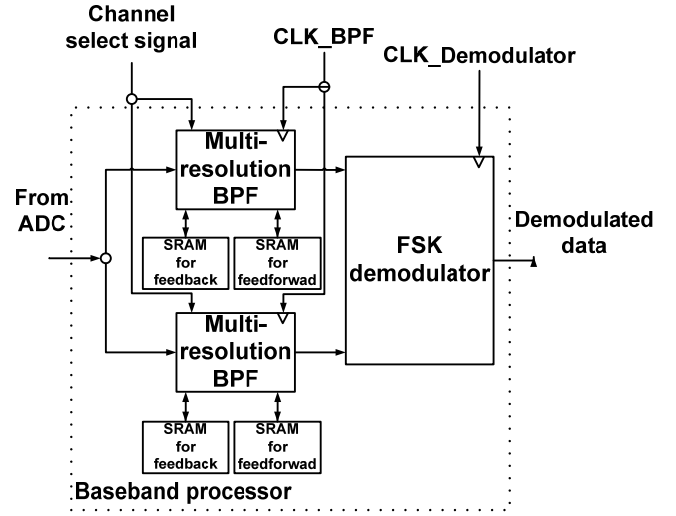 Channel
select signal
CLK_BPF
CLK_Demodulator
Multi-
resolution
BPF
From
ADC
SRAM
for
feedback
SRAM
for
feedforwad
FSK
demodulator
Demodulated
data
Multi-
resolution
BPF
SRAM
for
feedback
SRAM
for
feedforwad
Baseband processor